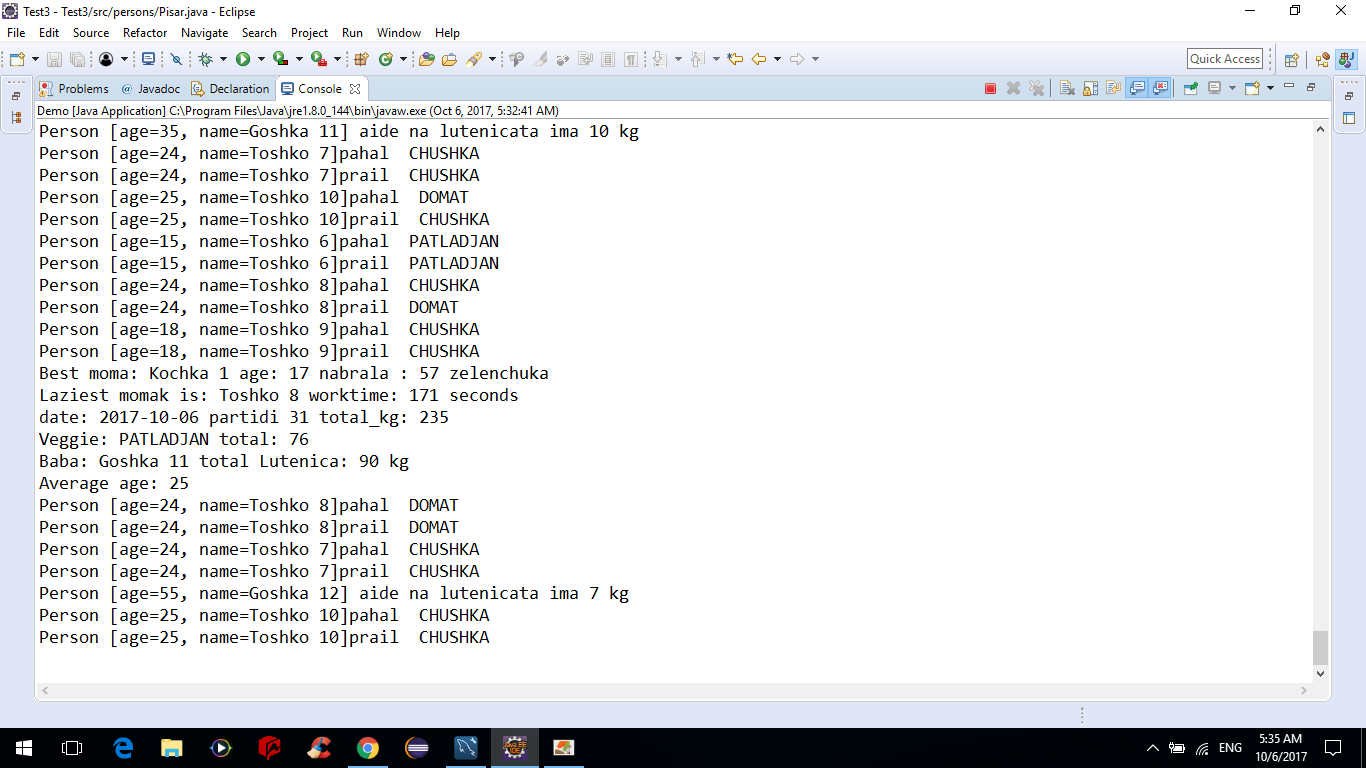 Test3 - Test3/src/persons/Pisar.java - Eclipse
File Edit Source Refactor Navigate Search Project Run Window Help
Quick Access
Problems @ Javadoc Declaration Console
Demo [Java Application] C:\Program Files\Java\jre1.8.0_144\bin\javaw.exe (Oct 6, 2017, 5:32:41 AM)
Person [age=35, name=Goshka 11] aide na lutenicata ima 10 kg
Person [age=24, name=Toshko 7]pahal  CHUSHKA
Person [age=24, name=Toshko 7]prail  CHUSHKA
Person [age=25, name=Toshko 10]pahal  DOMAT
Person [age=25, name=Toshko 10]prail  CHUSHKA
Person [age=15, name=Toshko 6]pahal  PATLADJAN
Person [age=15, name=Toshko 6]prail  PATLADJAN
Person [age=24, name=Toshko 8]pahal  CHUSHKA
Person [age=24, name=Toshko 8]prail  DOMAT
Person [age=18, name=Toshko 9]pahal  CHUSHKA
Person [age=18, name=Toshko 9]prail  CHUSHKA
Best moma: Kochka 1 age: 17 nabrala : 57 zelenchuka
Laziest momak is: Toshko 8 worktime: 171 seconds
date: 2017-10-06 partidi 31 total_kg: 235
Veggie: PATLADJAN total: 76
Baba: Goshka 11 total Lutenica: 90 kg
Average age: 25
Person [age=24, name=Toshko 8]pahal  DOMAT
Person [age=24, name=Toshko 8]prail  DOMAT
Person [age=24, name=Toshko 7]pahal  CHUSHKA
Person [age=24, name=Toshko 7]prail  CHUSHKA
Person [age=55, name=Goshka 12] aide na lutenicata ima 7 kg
Person [age=25, name=Toshko 10]pahal  CHUSHKA
Person [age=25, name=Toshko 10]prail  CHUSHKA
ENG
5:35 AM
10/6/2017